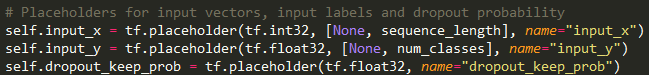 # Placeholders for input vectors, input labels and dropout probability
self.input_x = tf.placeholder(tf.int32, [None, sequence_length], name="input_x")
self.input_y = tf.placeholder(tf.float32, [None, num_classes], name="input_y")
self.dropout_keep_prob = tf.placeholder(tf.float32, name="dropout_keep_prob")